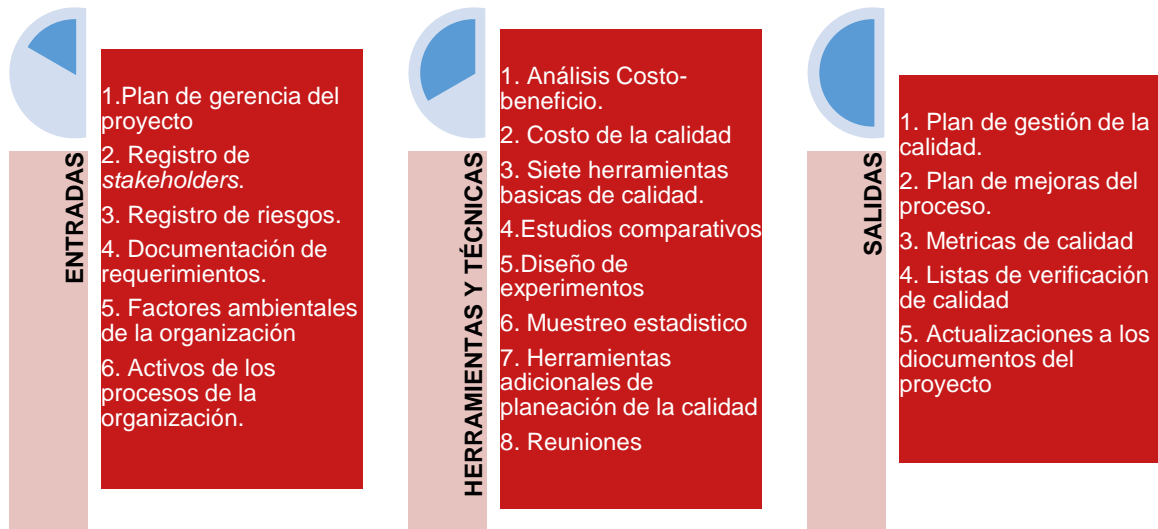 ENTRADAS
1.Plan de gerencia del
proyecto
2. Registro de
stakeholders.
3. Registro de riesgos.
4. Documentación de
requerimientos.
5. Factores ambientales
de la organización
6. Activos de los
procesos de la
organización.
HERRAMIENTAS Y TÉCNICAS
1. Análisis Costo-
beneficio.
2. Costo de la calidad
3. Siete herramientas
basicas de calidad.
4.Estudios comparativos
5.Diseño de
experimentos
6. Muestreo estadistico
7. Herramientas
adicionales de
planeación de la calidad
8. Reuniones
SALIDAS
1. Plan de gestión de la
calidad.
2. Plan de mejoras del
proceso.
3. Metricas de calidad
4. Listas de verificación
de calidad
5. Actualizaciones a los
diocumentos del
proyecto